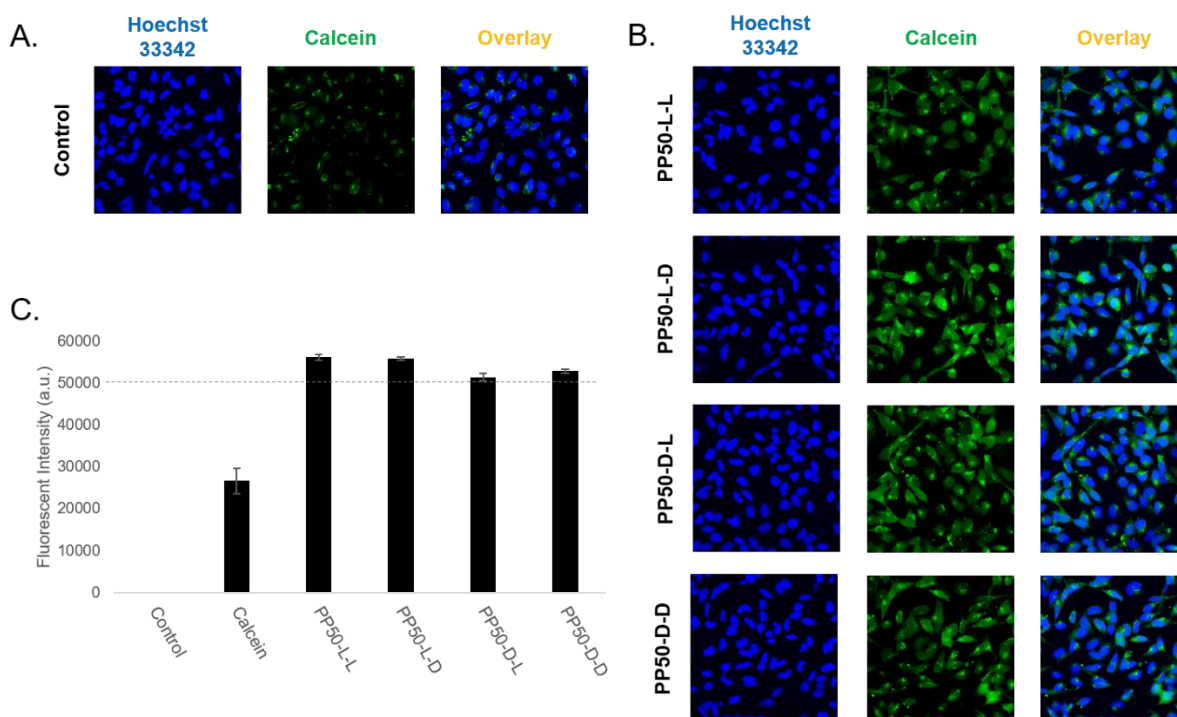 A.
Hoechst
33342
Calcein
Overlay
Control
B.
Hoechst
33342
Calcein
Overlay
PP50-L-L
PP50-L-D
PP50-D-L
PP50-D-D
C.
Fluorescent Intensity (a.u.)
60000
50000
40000
30000
20000
10000
0
Control
Calcein
PP50-L-L
PP50-L-D
PP50-D-L
PP50-D-D